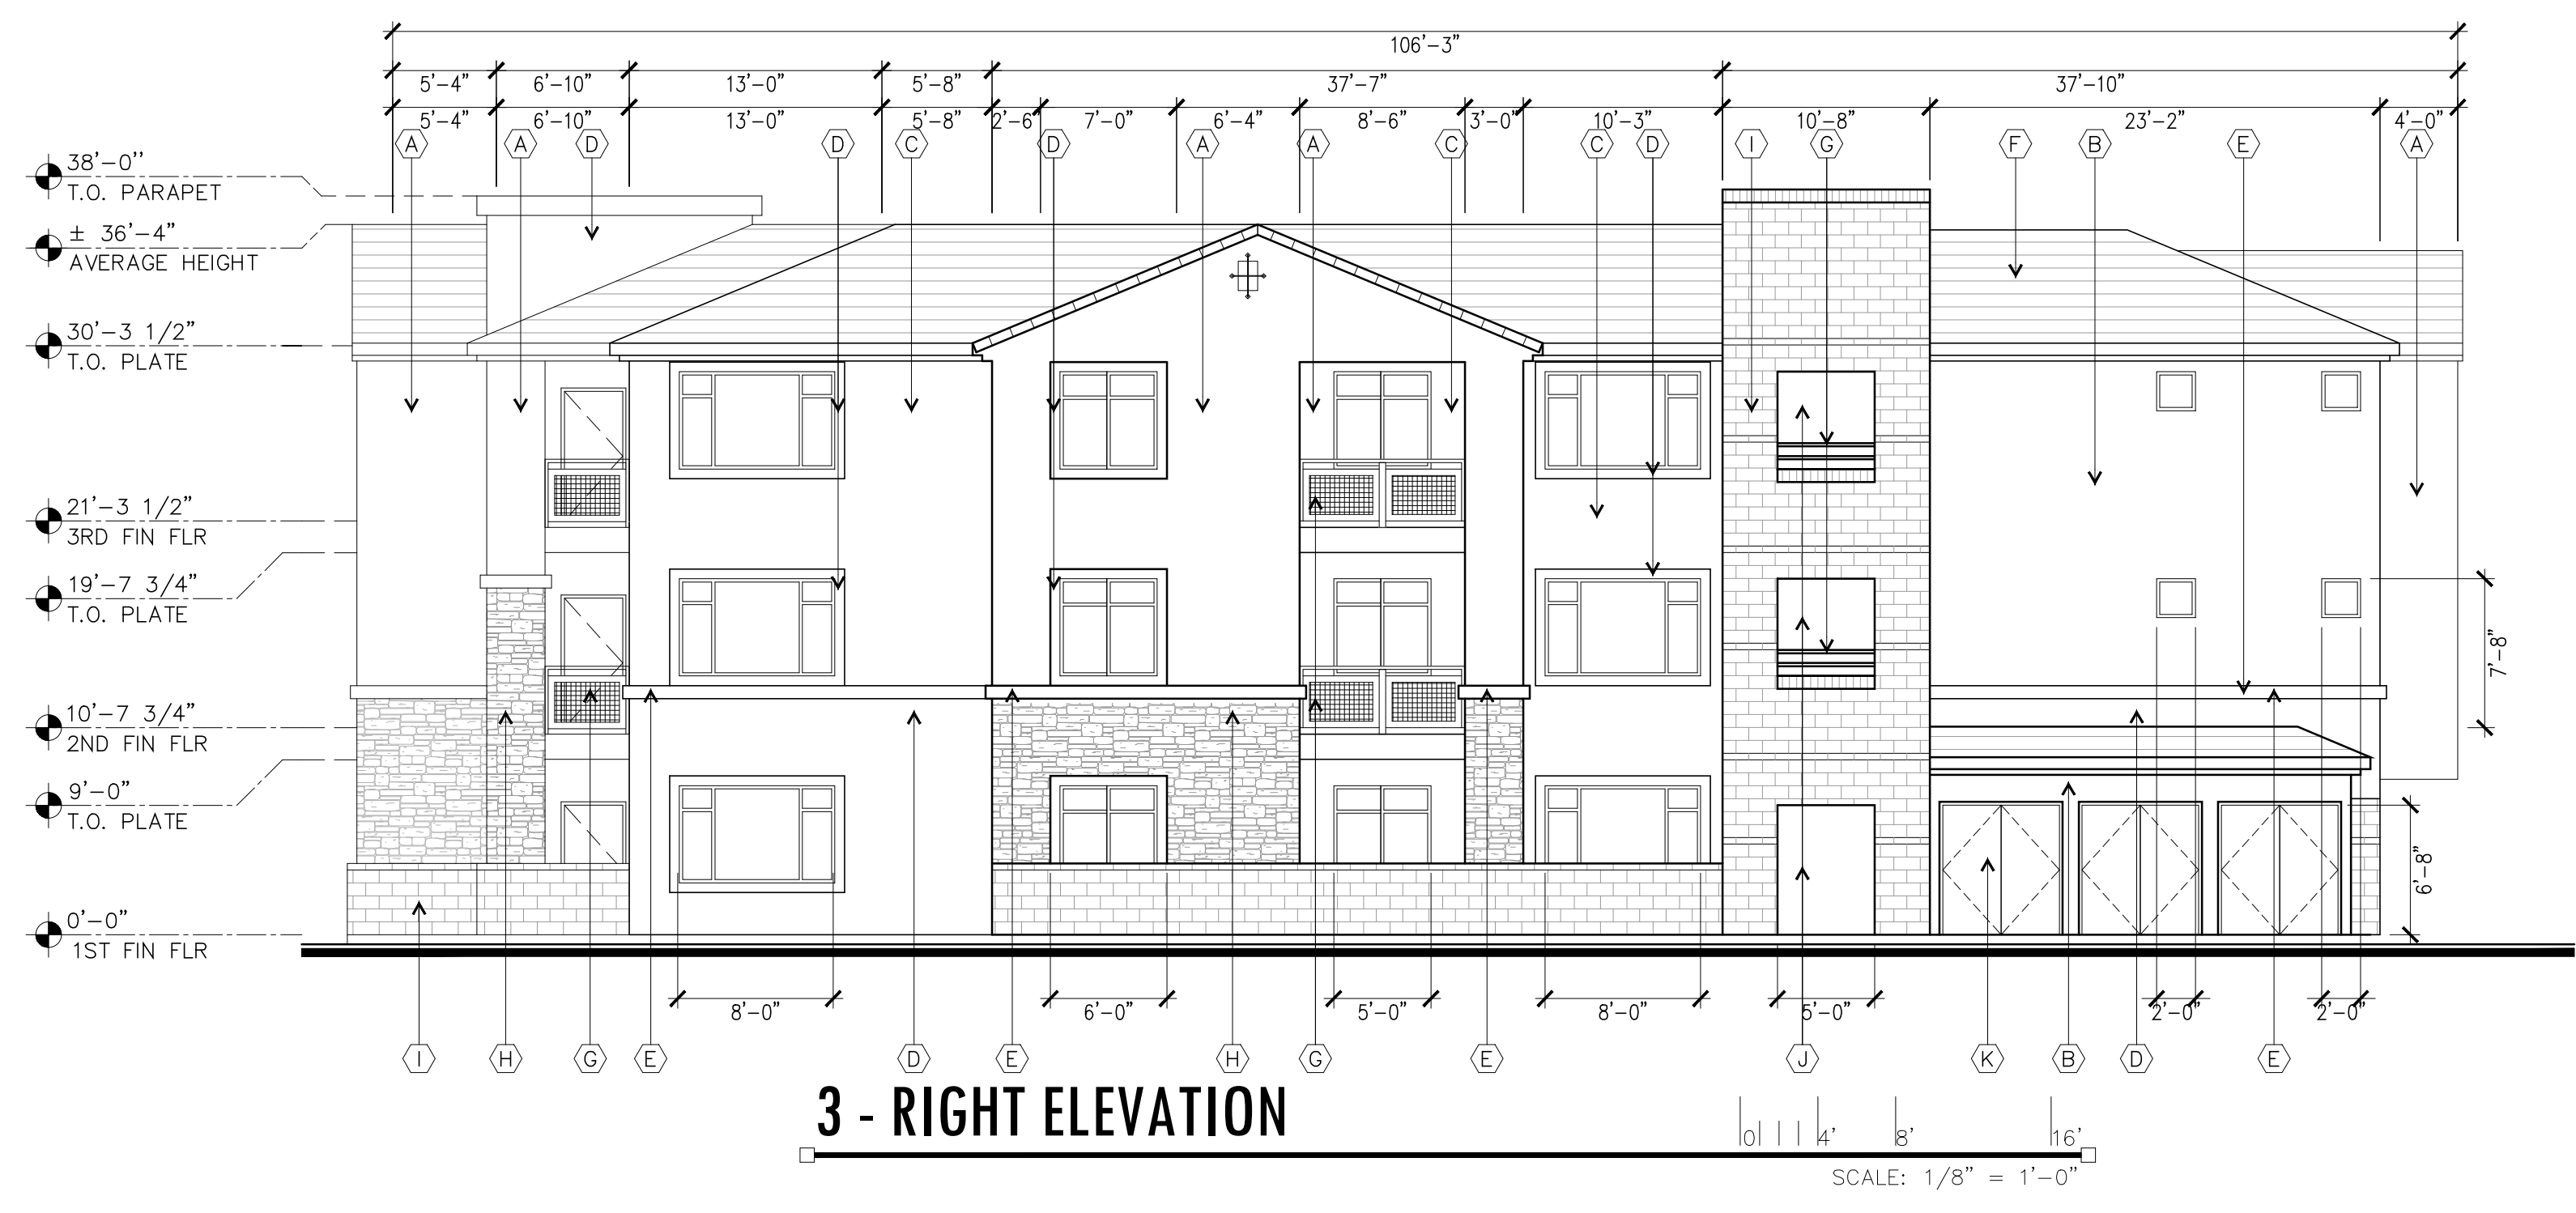 106'-3"
5'-4" 6'-10" 13'-0" 5'-8" 37'-7" 37'-10"
5'-4" 6'-10" 13'-0" 5'-8" 2'-6" 7'-0" 6'-4" 8'-6" 3'-0" 10'-3" 10'-8" 23'-2" 4'-0"
A A D D C D A A C C D I G F B E A
38'-0''
T.O. PARAPET
± 36'-4"
AVERAGE HEIGHT
30'-3 1/2"
T.O. PLATE
21'-3 1/2"
3RD FIN FLR
19'-7 3/4"
T.O. PLATE
7'-8"
10'-7 3/4"
2ND FIN FLR
9'-0"
T.O. PLATE
6'-8"
0'-0"
1ST FIN FLR
8'-0" 6'-0" 5'-0" 8'-0" 5'-0" 2'-0" 2'-0"
I H G E D E H G E J K B D E
3 - RIGHT ELEVATION
0 4' 8' 16'
SCALE: 1/8" = 1'-0"